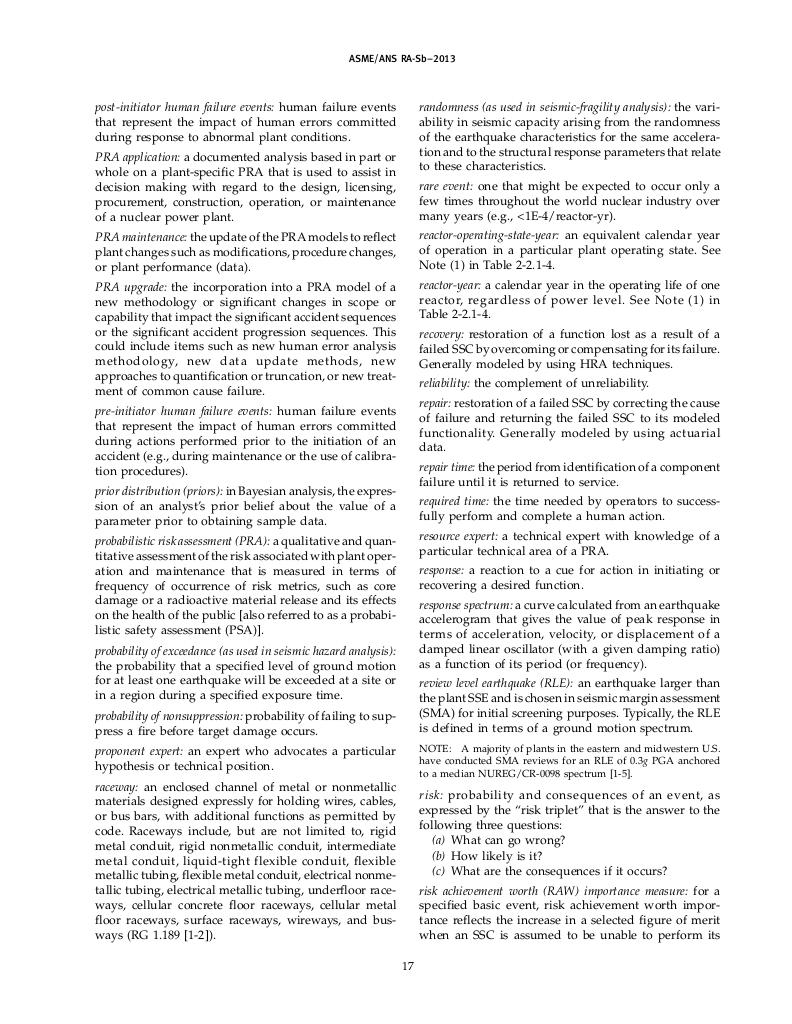 ASME/ANS RA-Sb–2013
post-initiator human failure events: human failure events
that represent the impact of human errors committed
during response to abnormal plant conditions.
PRA application: a documented analysis based in part or
whole on a plant-specific PRA that is used to assist in
decision making with regard to the design, licensing,
procurement, construction, operation, or maintenance
of a nuclear power plant.
PRA maintenance: the update of the PRA models to reflect
plant changes such as modifications, procedure changes,
or plant performance (data).
PRA upgrade: the incorporation into a PRA model of a
new methodology or significant changes in scope or
capability that impact the significant accident sequences
or the significant accident progression sequences. This
could include items such as new human error analysis
methodology, new data update methods, new
approaches to quantification or truncation, or new treat-
ment of common cause failure.
pre-initiator human failure events: human failure events
that represent the impact of human errors committed
during actions performed prior to the initiation of an
accident (e.g., during maintenance or the use of calibra-
tion procedures).
prior distribution (priors): in Bayesian analysis, the expres-
sion of an analyst's prior belief about the value of a
parameter prior to obtaining sample data.
probabilistic risk assessment (PRA): a qualitative and quan-
titative assessment of the risk associated with plant oper-
ation and maintenance that is measured in terms of
frequency of occurrence of risk metrics, such as core
damage or a radioactive material release and its effects
on the health of the public [also referred to as a probabi-
listic safety assessment (PSA)].
probability of exceedance (as used in seismic hazard analysis):
the probability that a specified level of ground motion
for at least one earthquake will be exceeded at a site or
in a region during a specified exposure time.
probability of nonsuppression: probability of failing to sup-
press a fire before target damage occurs.
proponent expert: an expert who advocates a particular
hypothesis or technical position.
raceway: an enclosed channel of metal or nonmetallic
materials designed expressly for holding wires, cables,
or bus bars, with additional functions as permitted by
code. Raceways include, but are not limited to, rigid
metal conduit, rigid nonmetallic conduit, intermediate
metal conduit, liquid-tight flexible conduit, flexible
metallic tubing, flexible metal conduit, electrical nonme-
tallic tubing, electrical metallic tubing, underfloor race-
ways, cellular concrete floor raceways, cellular metal
floor raceways, surface raceways, wireways, and bus-
ways (RG 1.189 [1-2]).
randomness (as used in seismic-fragility analysis): the vari-
ability in seismic capacity arising from the randomness
of the earthquake characteristics for the same accelera-
tion and to the structural response parameters that relate
to these characteristics.
rare event: one that might be expected to occur only a
few times throughout the world nuclear industry over
many years (e.g., <1E-4/reactor-yr).
reactor-operating-state-year: an equivalent calendar year
of operation in a particular plant operating state. See
Note (1) in Table 2-2.1-4.
reactor-year: a calendar year in the operating life of one
reactor, regardless of power level. See Note (1) in
Table 2-2.1-4.
recovery: restoration of a function lost as a result of a
failed SSC by overcoming or compensating for its failure.
Generally modeled by using HRA techniques.
reliability: the complement of unreliability.
repair: restoration of a failed SSC by correcting the cause
of failure and returning the failed SSC to its modeled
functionality. Generally modeled by using actuarial
data.
repair time: the period from identification of a component
failure until it is returned to service.
required time: the time needed by operators to success-
fully perform and complete a human action.
resource expert: a technical expert with knowledge of a
particular technical area of a PRA.
response: a reaction to a cue for action in initiating or
recovering a desired function.
response spectrum: a curve calculated from an earthquake
accelerogram that gives the value of peak response in
terms of acceleration, velocity, or displacement of a
damped linear oscillator (with a given damping ratio)
as a function of its period (or frequency).
review level earthquake (RLE): an earthquake larger than
the plant SSE and is chosen in seismic margin assessment
(SMA) for initial screening purposes. Typically, the RLE
is defined in terms of a ground motion spectrum.
NOTE: A majority of plants in the eastern and midwestern U.S.
have conducted SMA reviews for an RLE of 0.3g PGA anchored
to a median NUREG/CR-0098 spectrum [1-5].
risk: probability and consequences of an event, as
expressed by the “risk triplet” that is the answer to the
following three questions:
(a) What can go wrong?
(b) How likely is it?
(c) What are the consequences if it occurs?
risk achievement worth (RAW) importance measure: for a
specified basic event, risk achievement worth impor-
tance reflects the increase in a selected figure of merit
when an SSC is assumed to be unable to perform its
17